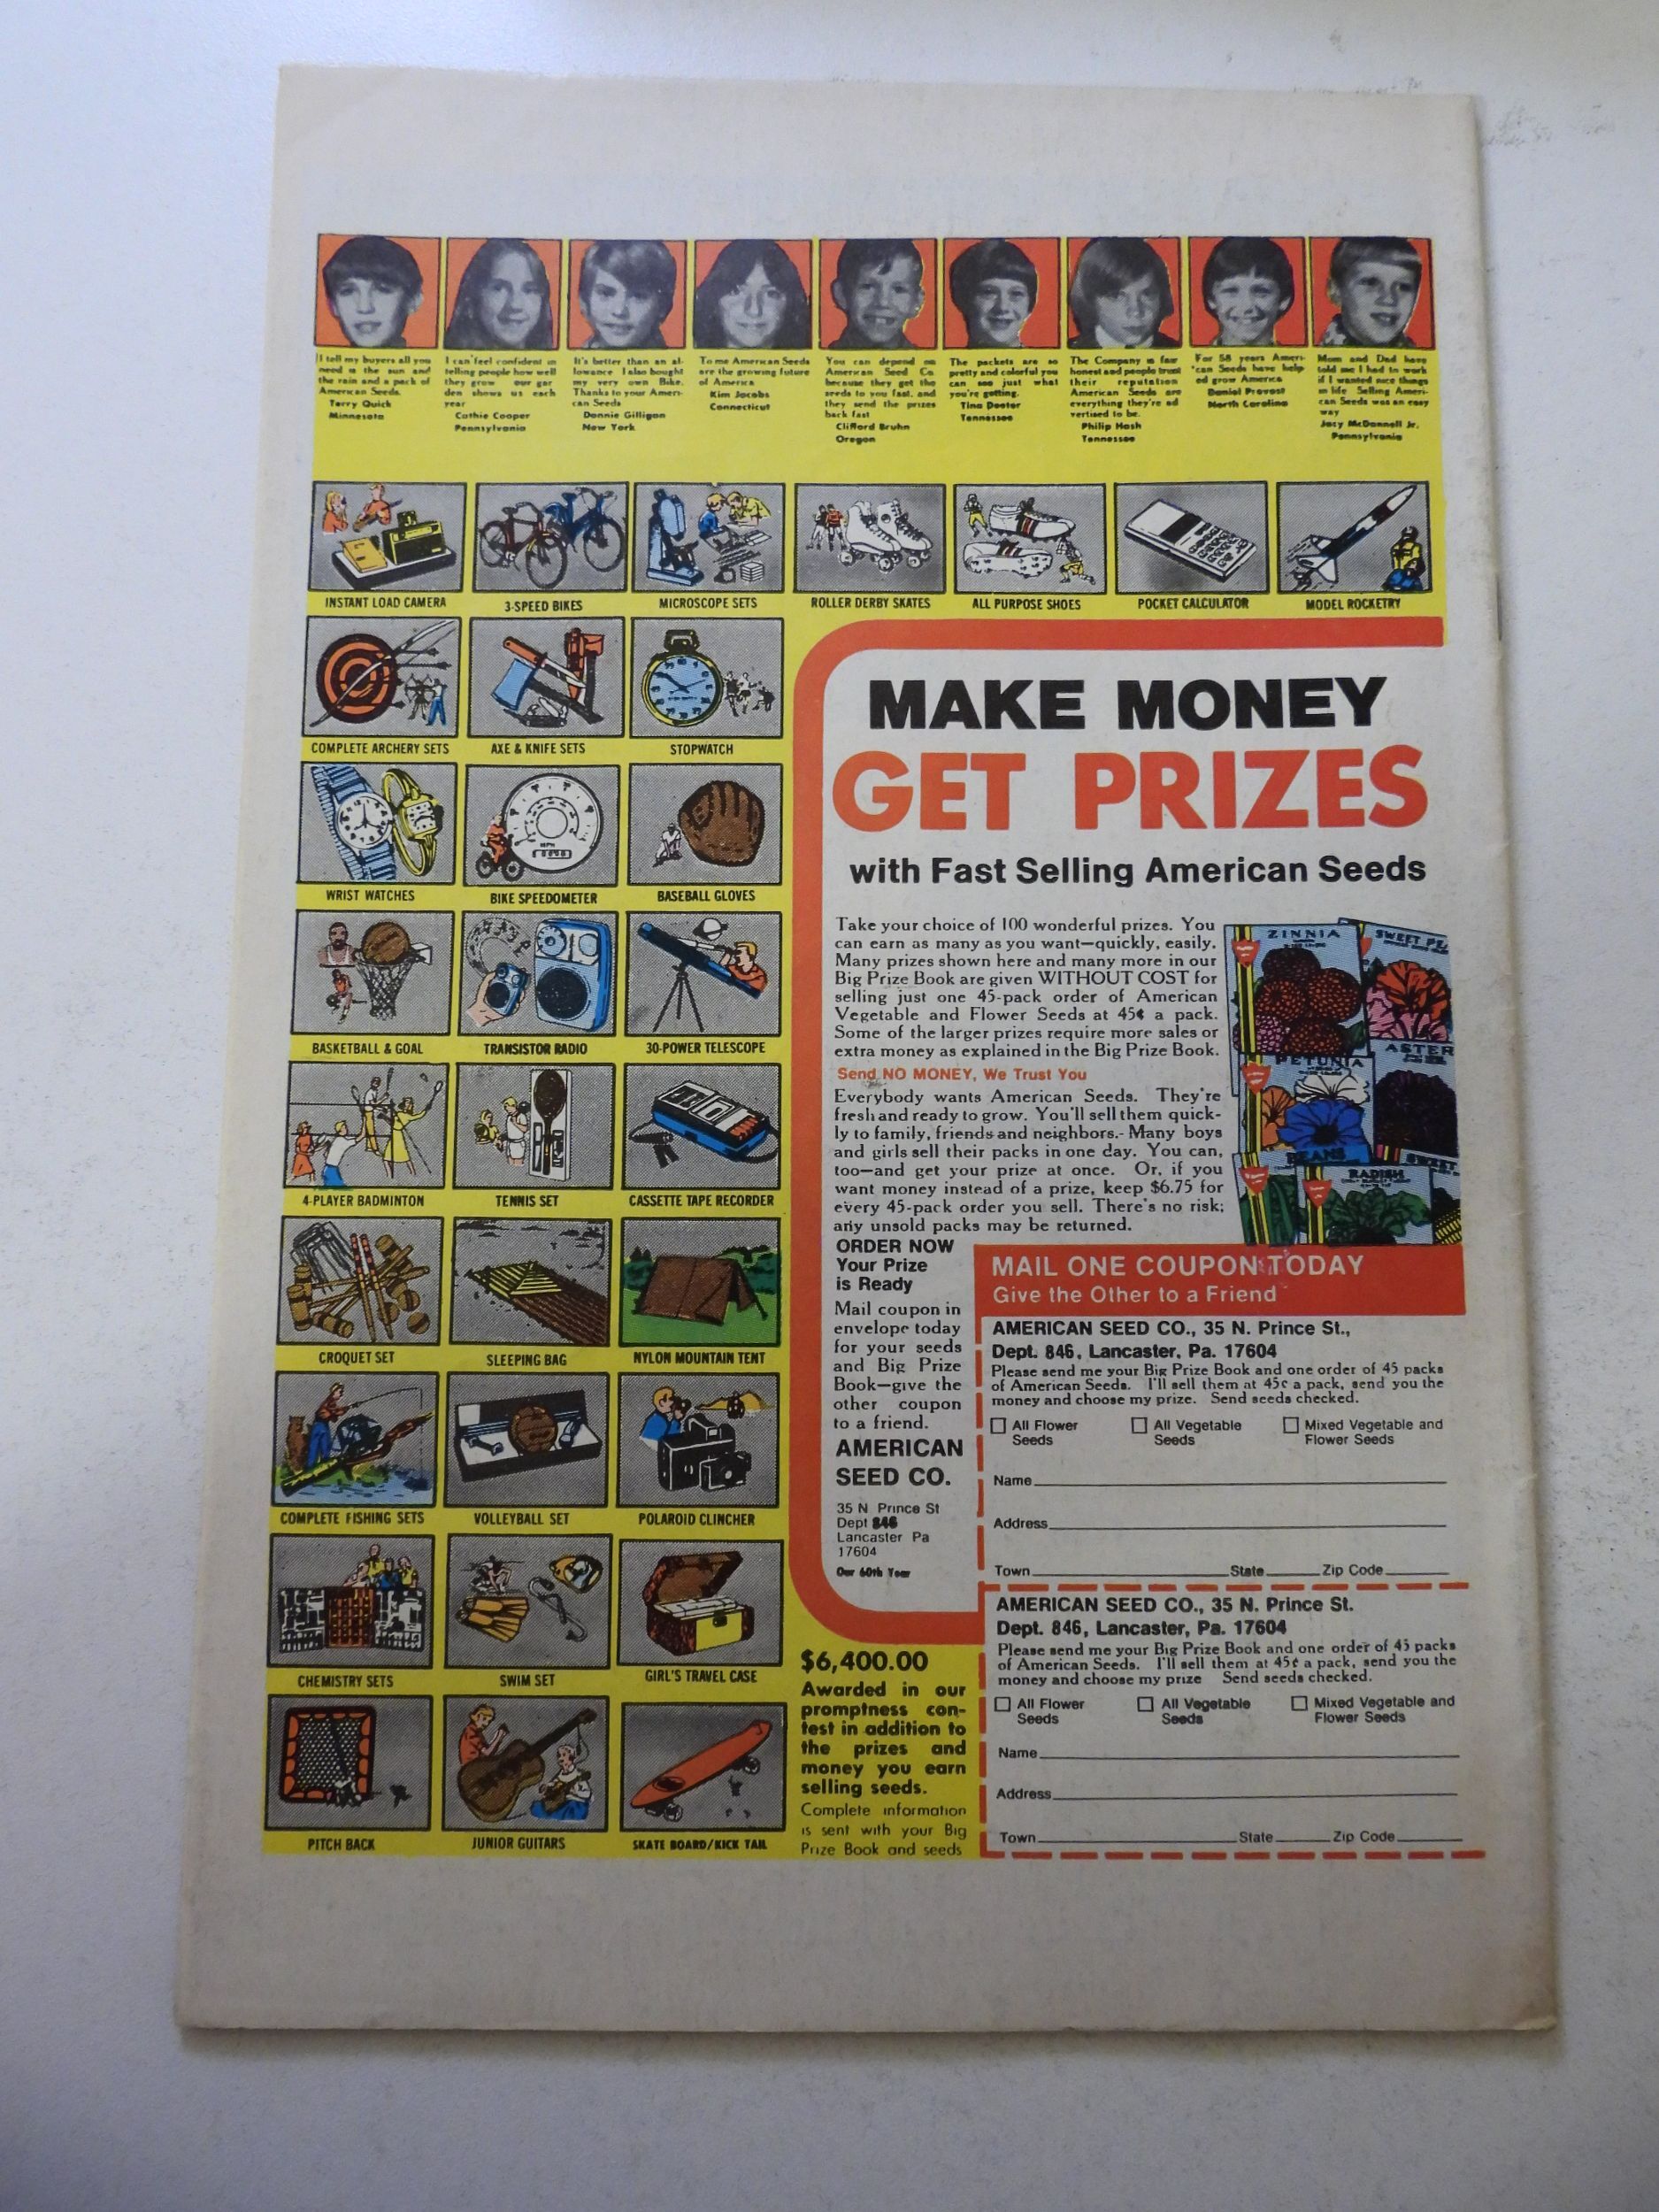 I tell my buyers all you
need is the sun and
the rain and a pack of
American Seeds.
Terry Quick
Minnesota
I can feel confident in
telling people how well
they grow our gar
den shows us each
year
Cathie Cooper
Pennsylvania
It's better than an al-
lowance I also bought
my very own Bike.
Thanks to your Ameri-
can Seeds
Donnie Gilligan
New York
To me American Seeds
are the growing future
of America
Kim Jacobs
Connecticut
You can depend on
American Seed Co
because they get the
seeds to you fast, and
they send the prizes
back fast
Clifford Bruhn
Oregon
The packets are so
pretty and colorful you
can see just what
you're getting.
Tina Doster
Tennessee
The Company is fair
honest and people trust
their reputation
American Seeds are
everything they're ad
vertised to be.
Philip Hash
Tennessee
For 58 years Ameri-
can Seeds have help
ed grow America
Daniel Provost
North Carolina
Mom and Dad have
told me I had to work
if I wanted nice things
in life Selling Ameri-
can Seeds was an easy
way
Jacy McDonnell Jr.
Pennsylvania
INSTANT LOAD CAMERA
3-SPEED BIKES
MICROSCOPE SETS
ROLLER DERBY SKATES
ALL PURPOSE SHOES
POCKET CALCULATOR
MODEL ROCKETRY
COMPLETE ARCHERY SETS
AXE & KNIFE SETS
STOPWATCH
WRIST WATCHES
BIKE SPEEDOMETER
BASEBALL GLOVES
BASKETBALL & GOAL
TRANSISTOR RADIO
30-POWER TELESCOPE
4-PLAYER BADMINTON
TENNIS SET
CASSETTE TAPE RECORDER
CROQUET SET
SLEEPING BAG
NYLON MOUNTAIN TENT
COMPLETE FISHING SETS
VOLLEYBALL SET
POLAROID CLINCHER
CHEMISTRY SETS
SWIM SET
GIRL'S TRAVEL CASE
PITCH BACK
JUNIOR GUITARS
SKATE BOARD/KICK TAIL
MAKE MONEY
GET PRIZES
with Fast Selling American Seeds
Take your choice of 100 wonderful prizes. You
can earn as many as you want—quickly, easily.
Many prizes shown here and many more in our
Big Prize Book are given WITHOUT COST for
selling just one 45-pack order of American
Vegetable and Flower Seeds at 45¢ a pack.
Some of the larger prizes require more sales or
extra money as explained in the Big Prize Book.
Send NO MONEY, We Trust You
Everybody wants American Seeds. They're
fresh and ready to grow. You'll sell them quick-
ly to family, friends and neighbors. Many boys
and girls sell their packs in one day. You can,
too—and get your prize at once. Or, if you
want money instead of a prize, keep $6.75 for
every 45-pack order you sell. There's no risk;
any unsold packs may be returned.
ZINNIA
SWEET PE
PETUNIA
ASTER
BEANS
RADISH
SWEET
ORDER NOW
Your Prize
is Ready
Mail coupon in
envelope today
for your seeds
and Big Prize
Book—give the
other coupon
to a friend.
AMERICAN
SEED CO.
35 N Prince St
Dept 846
Lancaster Pa
17604
Our 60th Year
MAIL ONE COUPON TODAY
Give the Other to a Friend
AMERICAN SEED CO., 35 N. Prince St.,
Dept. 846, Lancaster, Pa. 17604
Please send me your Big Prize Book and one order of 45 packs
of American Seeds. I'll sell them at 45¢ a pack, send you the
money and choose my prize. Send seeds checked.
All Flower Seeds
All Vegetable Seeds
Mixed Vegetable and Flower Seeds
Name
Address
Town State Zip Code
AMERICAN SEED CO., 35 N. Prince St.
Dept. 846, Lancaster, Pa. 17604
Please send me your Big Prize Book and one order of 45 packs
of American Seeds. I'll sell them at 45¢ a pack, send you the
money and choose my prize Send seeds checked.
All Flower Seeds
All Vegetable Seeds
Mixed Vegetable and Flower Seeds
Name
Address
Town State Zip Code
$6,400.00
Awarded in our
promptness con-
test in addition to
the prizes and
money you earn
selling seeds.
Complete information
is sent with your Big
Prize Book and seeds